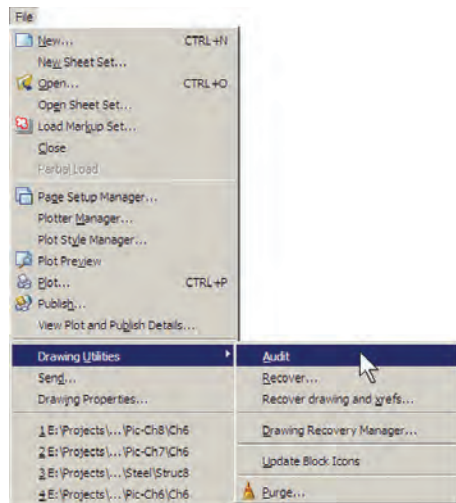 File
New... CTRL+N
New Sheet Set...
Open... CTRL+O
Open Sheet Set...
Load Markup Set...
Close
Partial Load
Page Setup Manager...
Plotter Manager...
Plot Style Manager...
Plot Preview
Plot... CTRL+P
Publish...
View Plot and Publish Details...
Drawing Utilities
Send...
Drawing Properties...
1 E:\Projects\...\Pic-Ch8\Ch6
2 E:\Projects\...\Pic-Ch7\Ch6
3 E:\Projects\...\Steel\Struc8
4 E:\Projects\...\Pic-Ch6\Ch6
Audit
Recover...
Recover drawing and xrefs...
Drawing Recovery Manager...
Update Block Icons
Purge...